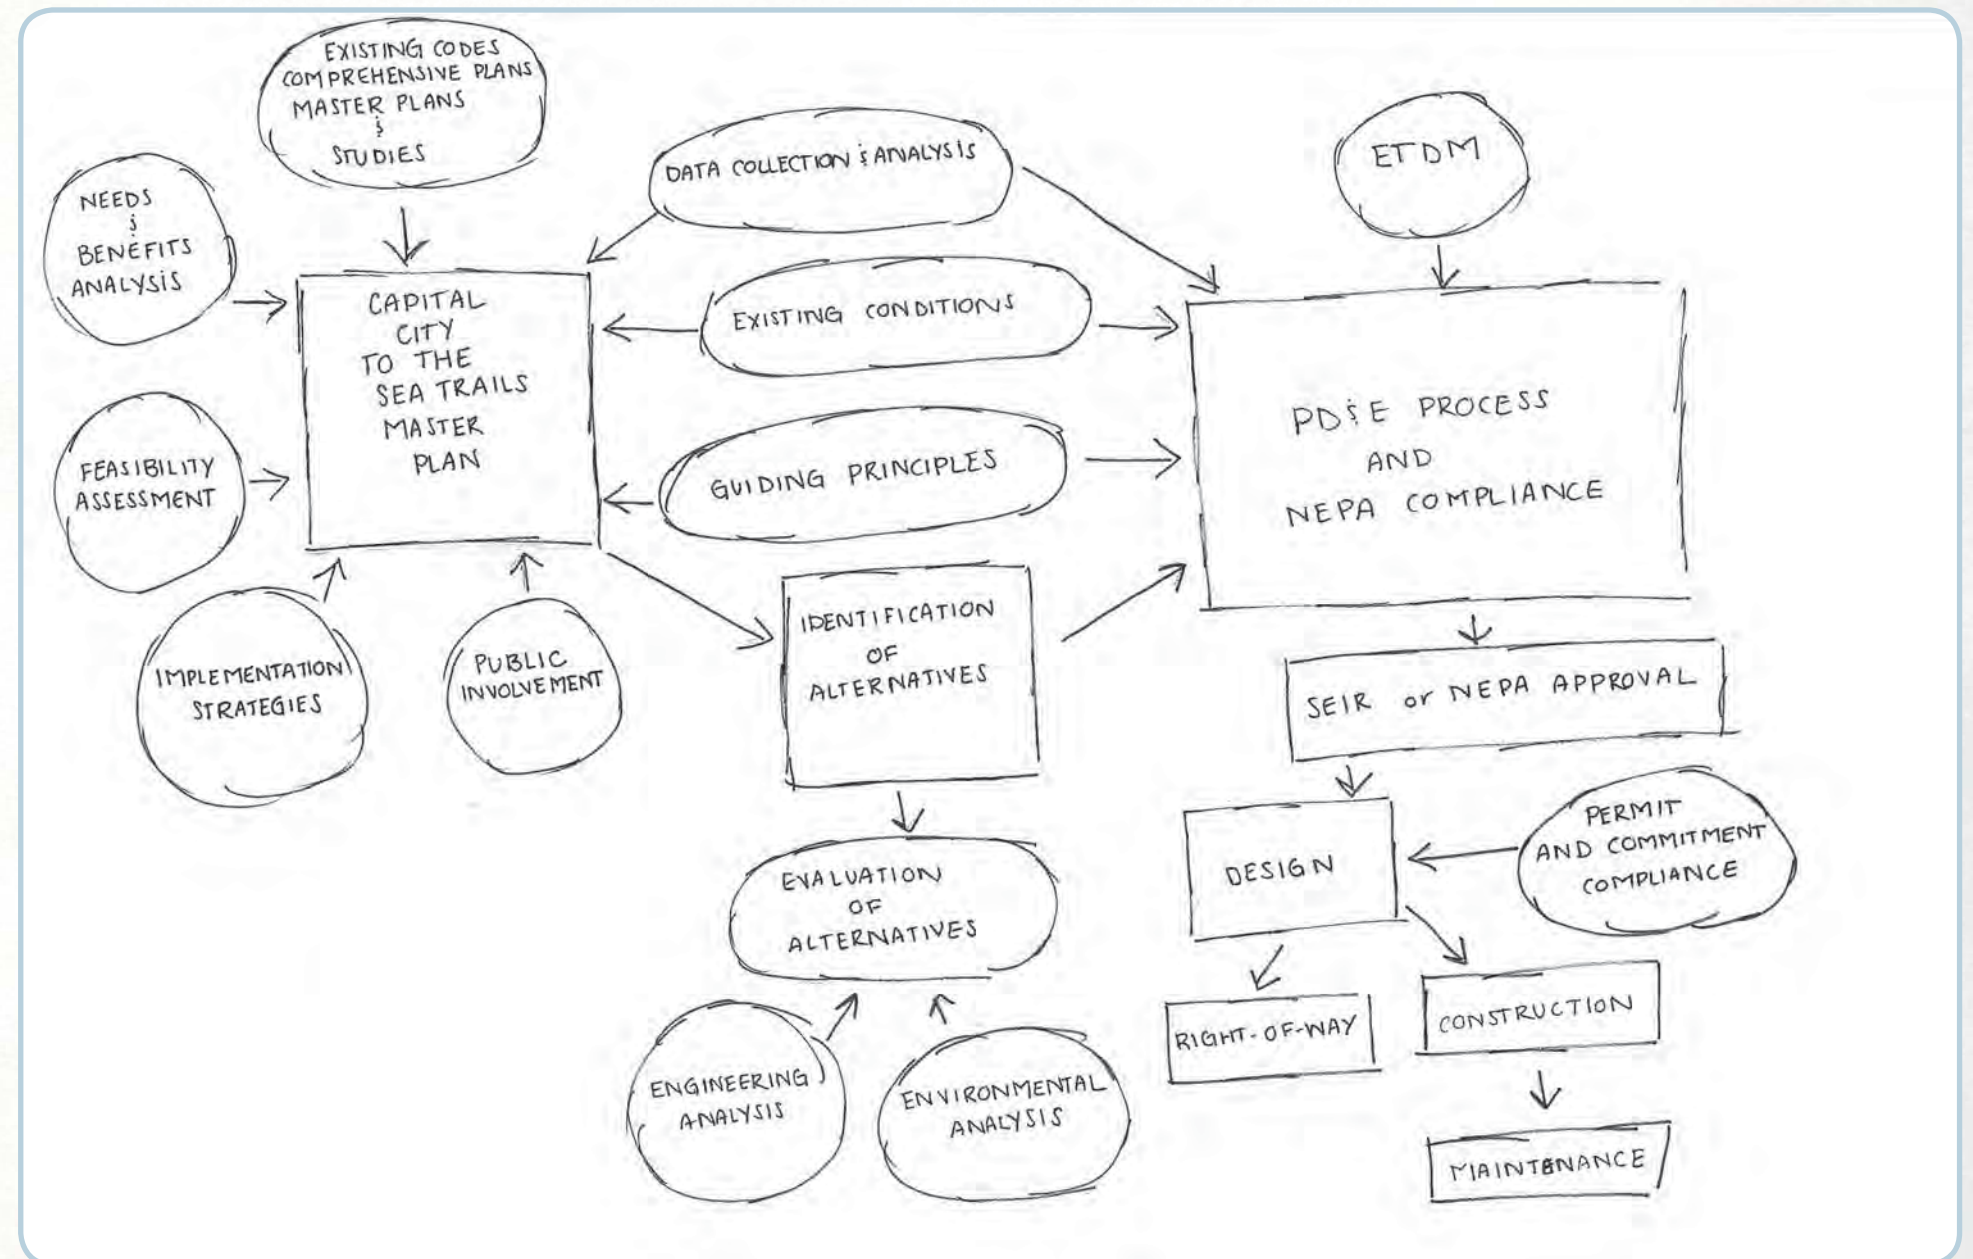 EXISTING CODES
COMPREHENSIVE PLANS
MASTER PLANS
&
STUDIES
NEEDS
&
BENEFITS
ANALYSIS
DATA COLLECTION & ANALYSIS
ETDM
CAPITAL
CITY
TO THE
SEA TRAILS
MASTER
PLAN
EXISTING CONDITIONS
PD&E PROCESS
AND
NEPA COMPLIANCE
FEASIBILITY
ASSESSMENT
GUIDING PRINCIPLES
IMPLEMENTATION
STRATEGIES
PUBLIC
INVOLVEMENT
IDENTIFICATION
OF
ALTERNATIVES
SEIR or NEPA APPROVAL
EVALUATION
OF
ALTERNATIVES
DESIGN
PERMIT
AND COMMITMENT
COMPLIANCE
ENGINEERING
ANALYSIS
ENVIRONMENTAL
ANALYSIS
RIGHT-OF-WAY
CONSTRUCTION
MAINTENANCE